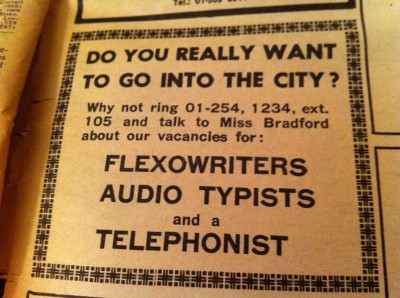 DO YOU REALLY WANT
TO GO INTO THE CITY?
Why not ring 01-254, 1234, ext.
105 and talk to Miss Bradford
about our vacancies for:
FLEXOWRITERS
AUDIO TYPISTS
and a
TELEPHONIST